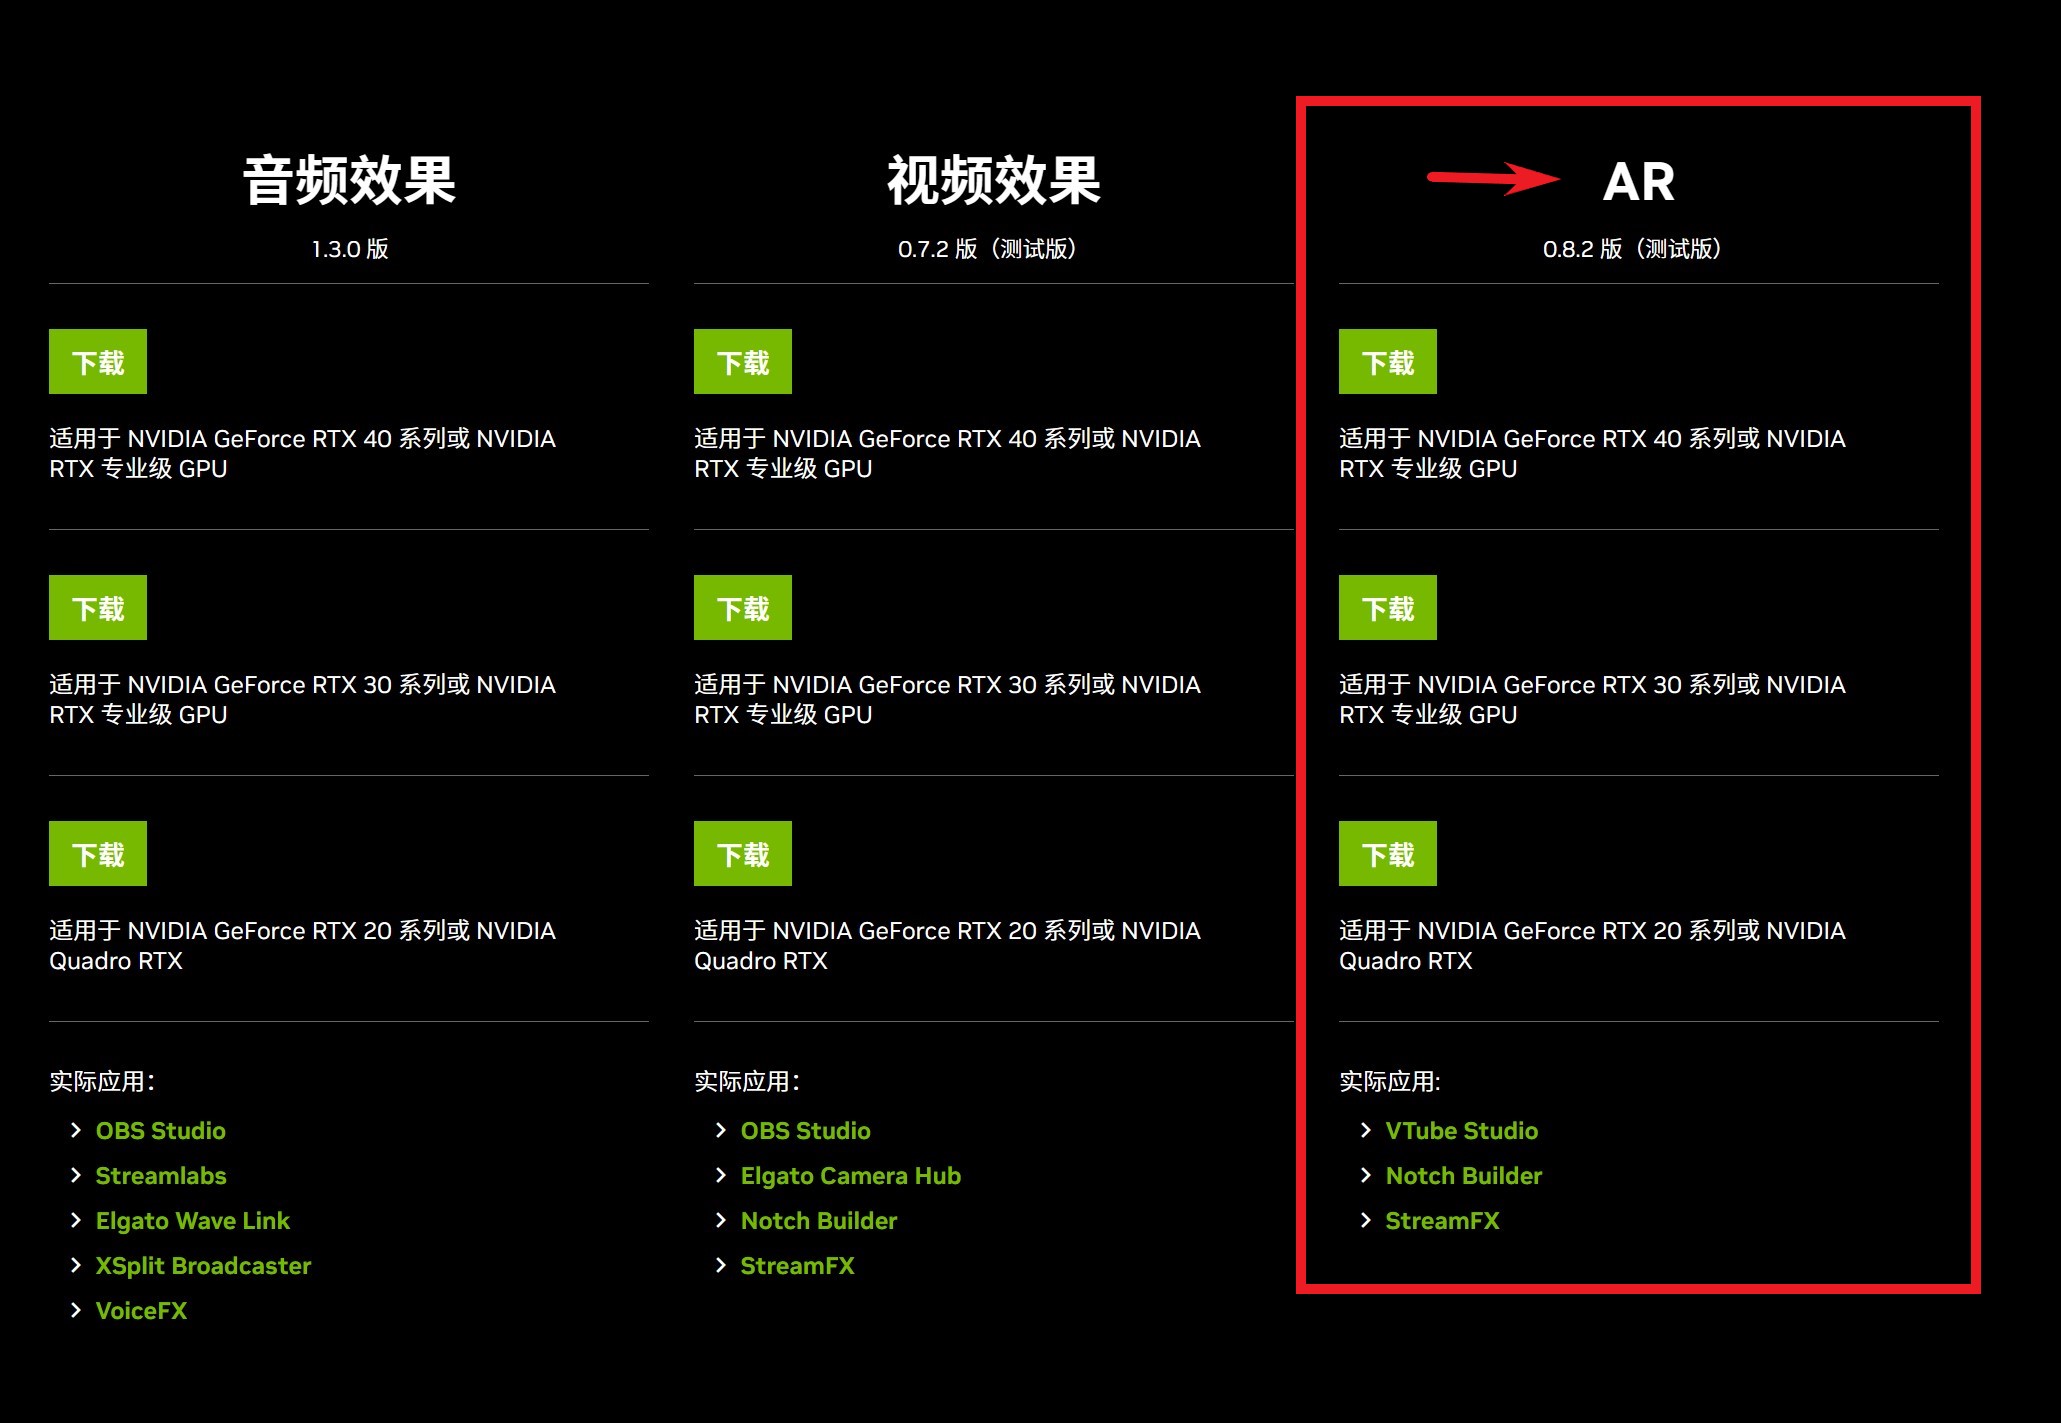 音频效果
1.3.0 版
下载
适用于 NVIDIA GeForce RTX 40 系列或 NVIDIA
RTX 专业级 GPU
下载
适用于 NVIDIA GeForce RTX 30 系列或 NVIDIA
RTX 专业级 GPU
下载
适用于 NVIDIA GeForce RTX 20 系列或 NVIDIA
Quadro RTX
实际应用：
OBS Studio
Streamlabs
Elgato Wave Link
XSplit Broadcaster
VoiceFX
视频效果
0.7.2 版（测试版）
下载
适用于 NVIDIA GeForce RTX 40 系列或 NVIDIA
RTX 专业级 GPU
下载
适用于 NVIDIA GeForce RTX 30 系列或 NVIDIA
RTX 专业级 GPU
下载
适用于 NVIDIA GeForce RTX 20 系列或 NVIDIA
Quadro RTX
实际应用：
OBS Studio
Elgato Camera Hub
Notch Builder
StreamFX
AR
0.8.2 版（测试版）
下载
适用于 NVIDIA GeForce RTX 40 系列或 NVIDIA
RTX 专业级 GPU
下载
适用于 NVIDIA GeForce RTX 30 系列或 NVIDIA
RTX 专业级 GPU
下载
适用于 NVIDIA GeForce RTX 20 系列或 NVIDIA
Quadro RTX
实际应用:
VTube Studio
Notch Builder
StreamFX